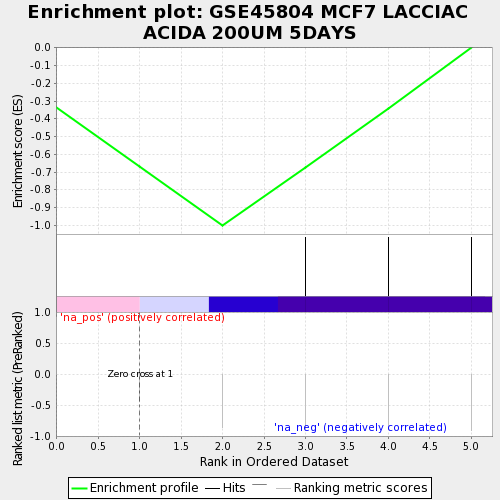 Enrichment plot: GSE45804 MCF7 LACCIAC
ACIDA 200UM 5DAYS
Enrichment score (ES)
0.0
-0.1
-0.2
-0.3
-0.4
-0.5
-0.6
-0.7
-0.8
-0.9
-1.0
Ranked list metric (PreRanked)
1.0
0.5
0.0
-0.5
-1.0
'na_pos' (positively correlated)
Zero cross at 1
'na_neg' (negatively correlated)
0.0 0.5 1.0 1.5 2.0 2.5 3.0 3.5 4.0 4.5 5.0
Rank in Ordered Dataset
Enrichment profile Hits Ranking metric scores